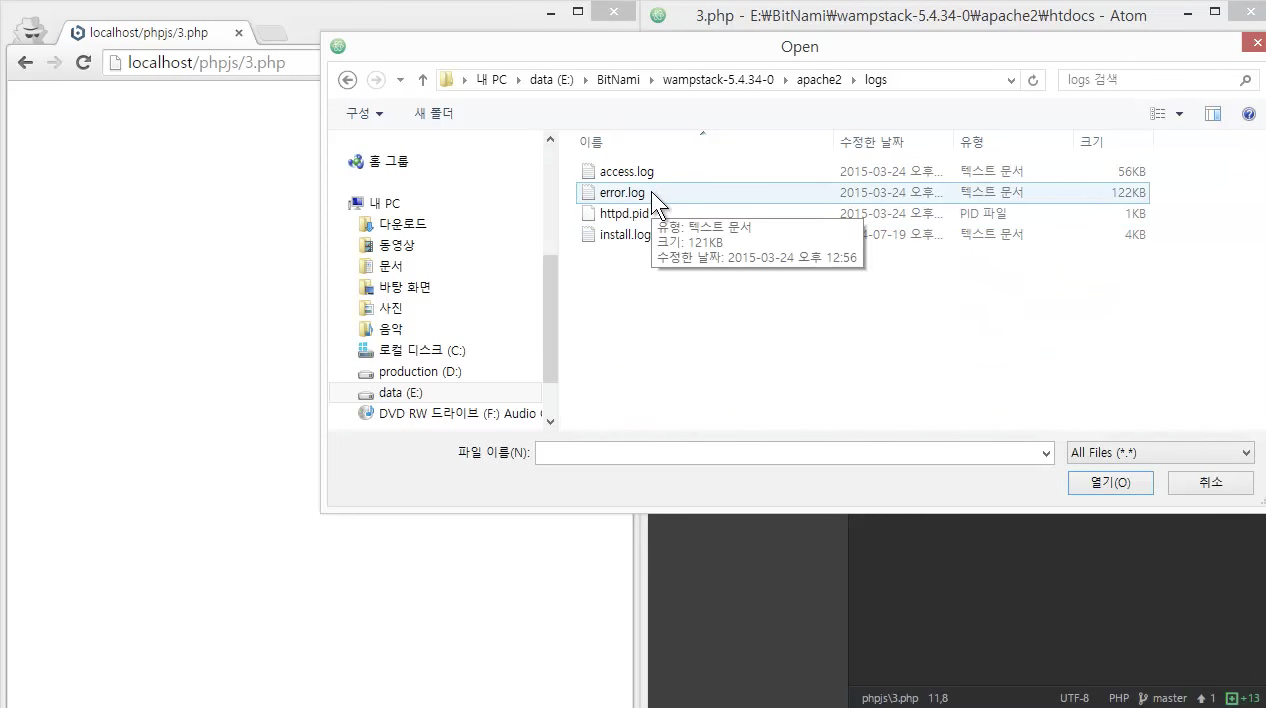 localhost/phpjs/3.php
localhost/phpjs/3.php
3.php - E:₩BitNami₩wampstack-5.4.34-0₩apache2₩htdocs - Atom
Open
내 PC
data (E:)
BitNami
wampstack-5.4.34-0
apache2
logs
logs 검색
구성
새 폴더
이름 수정한 날짜 유형 크기
홈 그룹
내 PC
다운로드
동영상
문서
바탕 화면
사진
음악
로컬 디스크 (C:)
production (D:)
data (E:)
DVD RW 드라이브 (F:) Audio
access.log 2015-03-24 오후... 텍스트 문서 56KB
error.log 2015-03-24 오후... 텍스트 문서 122KB
httpd.pid 2015-03-24 오후... PID 파일 1KB
install.log 4-07-19 오후... 텍스트 문서 4KB
유형: 텍스트 문서
크기: 121KB
수정한 날짜: 2015-03-24 오후 12:56
파일 이름(N):
All Files (*.*)
열기(O)
취소
phpjs\3.php 11,8 UTF-8 PHP master 1 +13